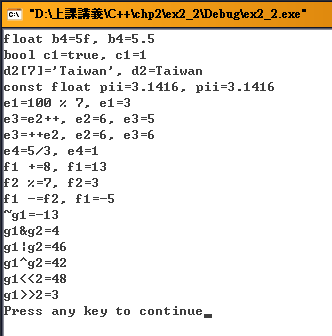 "D:\上課講義\C++\chp2\ex2_2\Debug\ex2_2.exe"
float b4=5f, b4=5.5
bool c1=true, c1=1
d2[7]='Taiwan', d2=Taiwan
const float pii=3.1416, pii=3.1416
e1=100 % 7, e1=3
e3=e2++, e2=6, e3=5
e3=++e2, e2=6, e3=6
e4=5/3, e4=1
f1 +=8, f1=13
f2 %=7, f2=3
f1 -=f2, f1=-5
~g1=-13
g1&g2=4
g1|g2=46
g1^g2=42
g1<<2=48
g1>>2=3
Press any key to continue_